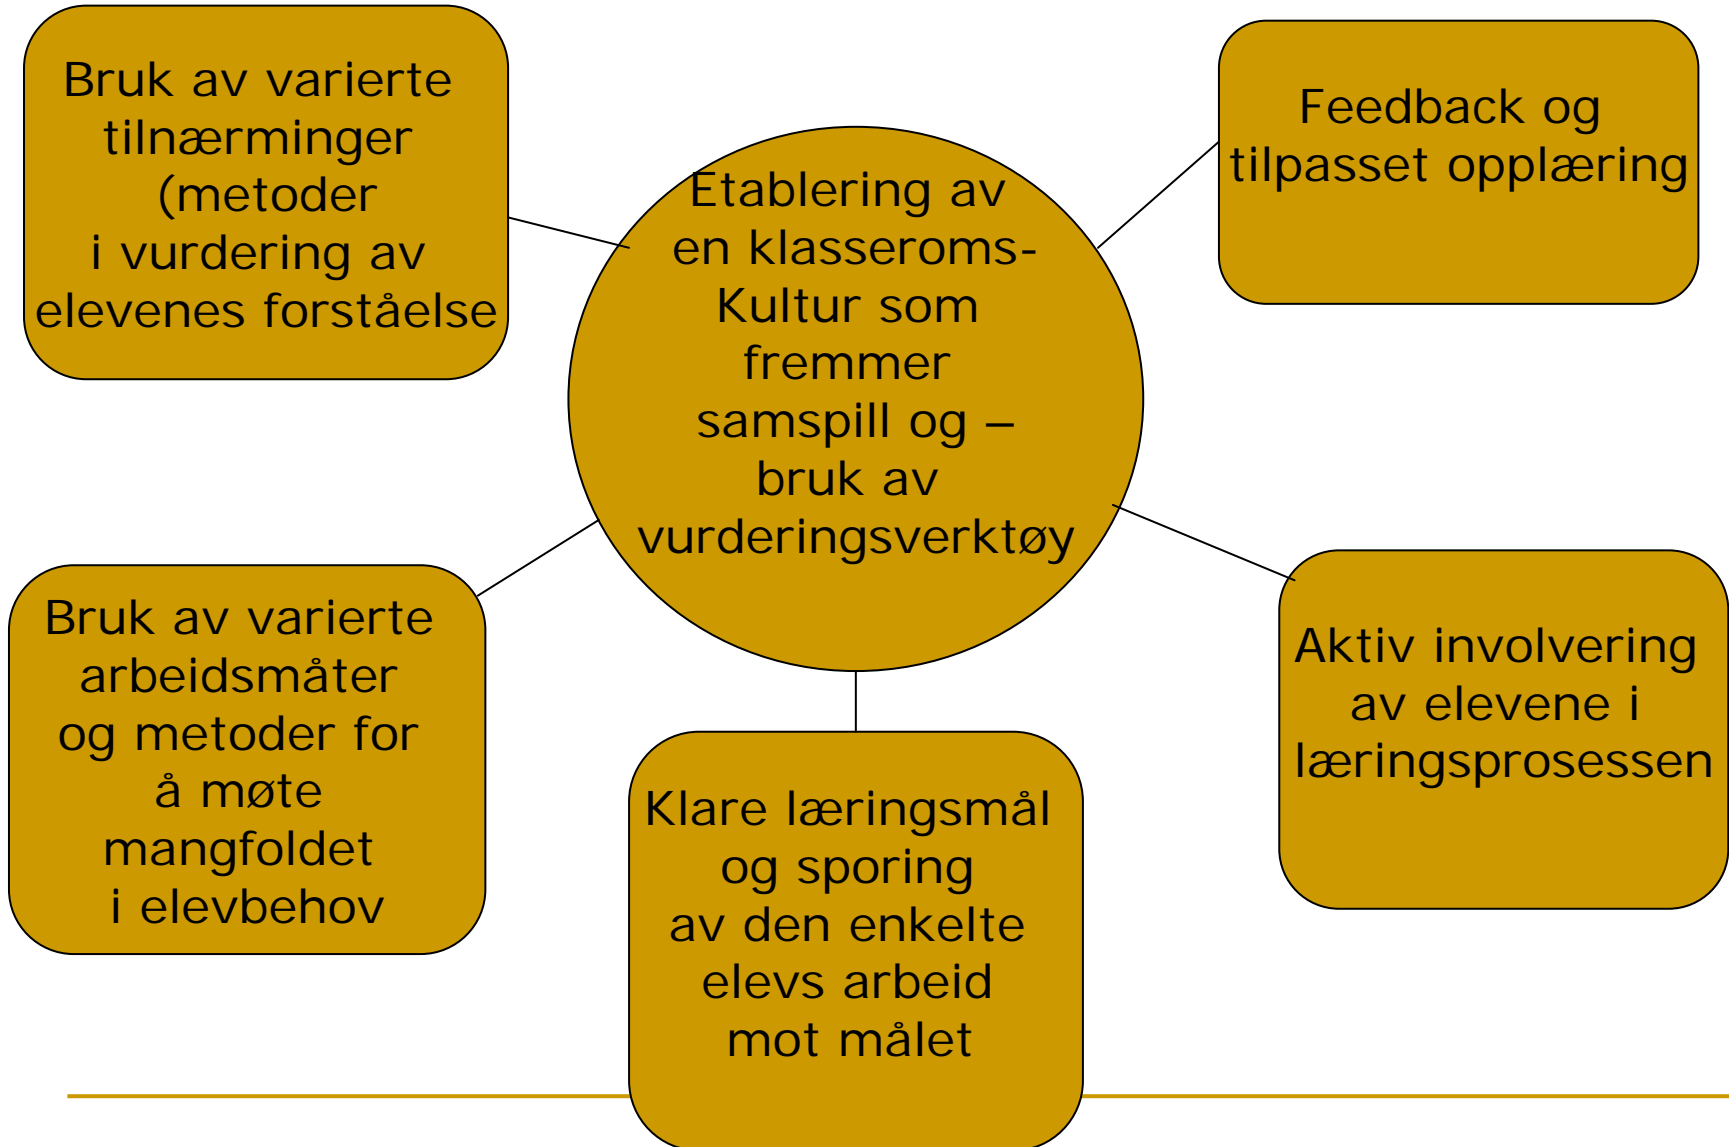 Bruk av varierte
tilnærminger
(metoder
i vurdering av
elevenes forståelse
Feedback og
tilpasset opplæring
Etablering av
en klasseroms-
Kultur som
fremmer
samspill og –
bruk av
vurderingsverktøy
Bruk av varierte
arbeidsmåter
og metoder for
å møte
mangfoldet
i elevbehov
Aktiv involvering
av elevene i
læringsprosessen
Klare læringsmål
og sporing
av den enkelte
elevs arbeid
mot målet